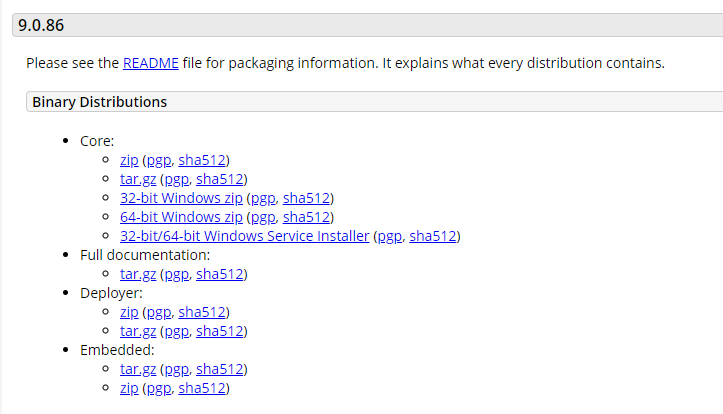 9.0.86
Please see the README file for packaging information. It explains what every distribution contains.
Binary Distributions
Core:
zip (pgp, sha512)
tar.gz (pgp, sha512)
32-bit Windows zip (pgp, sha512)
64-bit Windows zip (pgp, sha512)
32-bit/64-bit Windows Service Installer (pgp, sha512)
Full documentation:
tar.gz (pgp, sha512)
Deployer:
zip (pgp, sha512)
tar.gz (pgp, sha512)
Embedded:
tar.gz (pgp, sha512)
zip (pgp, sha512)